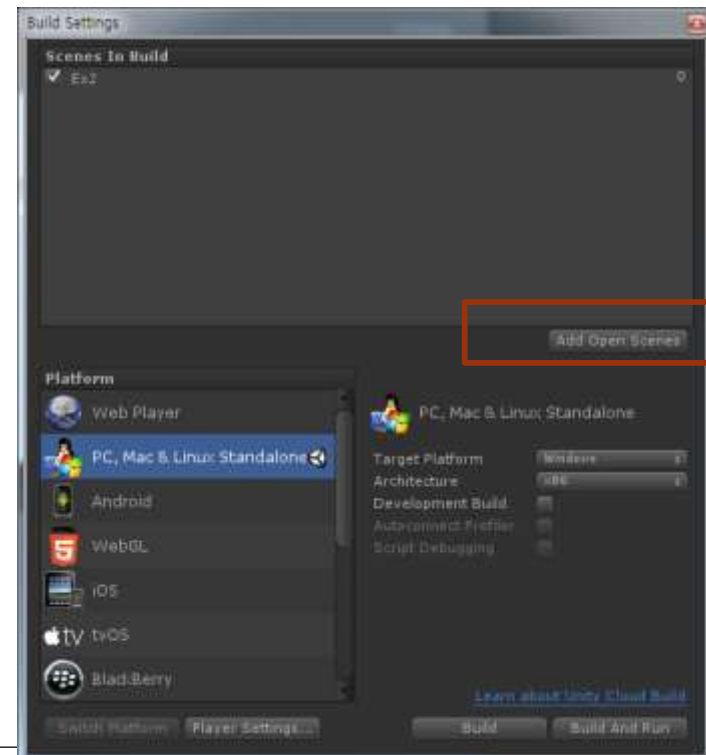 Build Settings
Scenes In Build
Ex2 0
Add Open Scenes
Platform
Web Player
PC, Mac & Linux Standalone
Android
WebGL
iOS
tvOS
BlackBerry
PC, Mac & Linux Standalone
Target Platform Windows
Architecture x86
Development Build
Autoconnect Profiler
Script Debugging
Learn about Unity Cloud Build
Switch Platform Player Settings... Build Build And Run